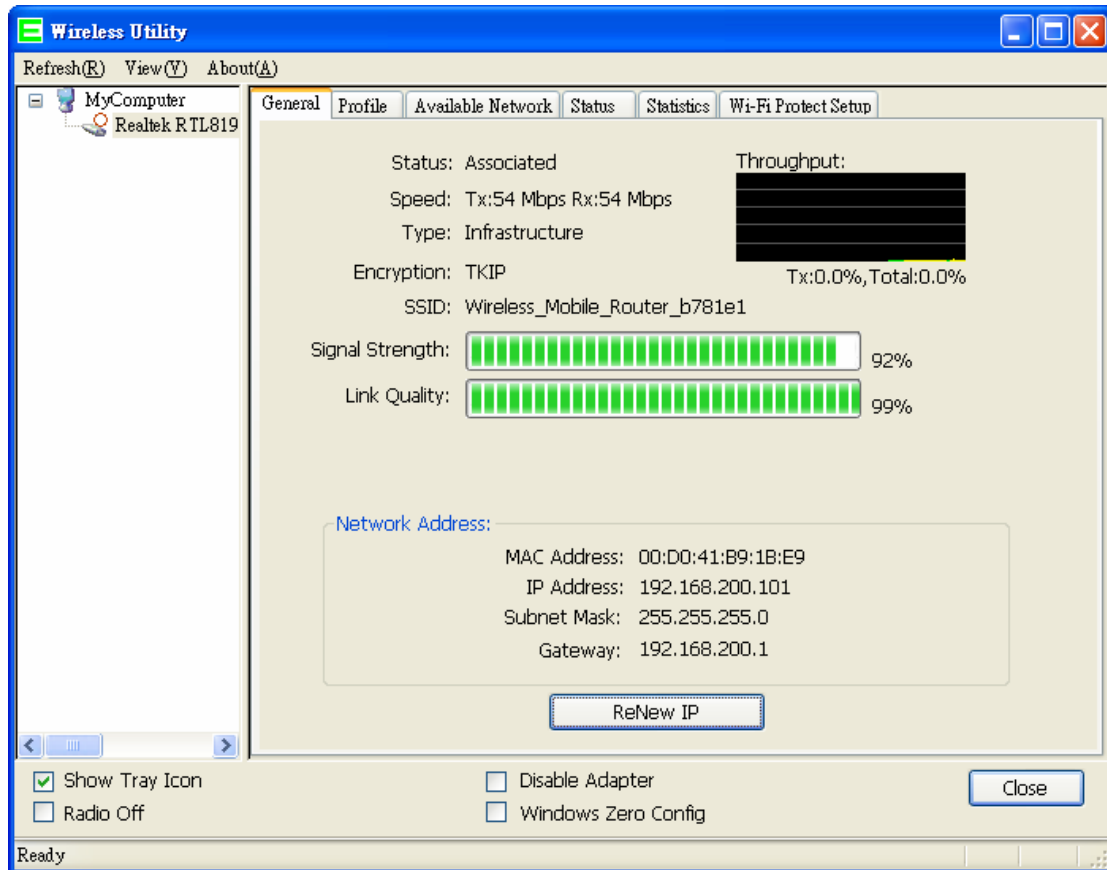 Wireless Utility
Refresh(R) View(V) About(A)
MyComputer
Realtek RTL819
General Profile Available Network Status Statistics Wi-Fi Protect Setup
Status: Associated
Throughput:
Speed: Tx:54 Mbps Rx:54 Mbps
Type: Infrastructure
Encryption: TKIP
Tx:0.0%,Total:0.0%
SSID: Wireless_Mobile_Router_b781e1
Signal Strength: 92%
Link Quality: 99%
Network Address:
MAC Address: 00:D0:41:B9:1B:E9
IP Address: 192.168.200.101
Subnet Mask: 255.255.255.0
Gateway: 192.168.200.1
ReNew IP
Show Tray Icon Disable Adapter
Close
Radio Off Windows Zero Config
Ready